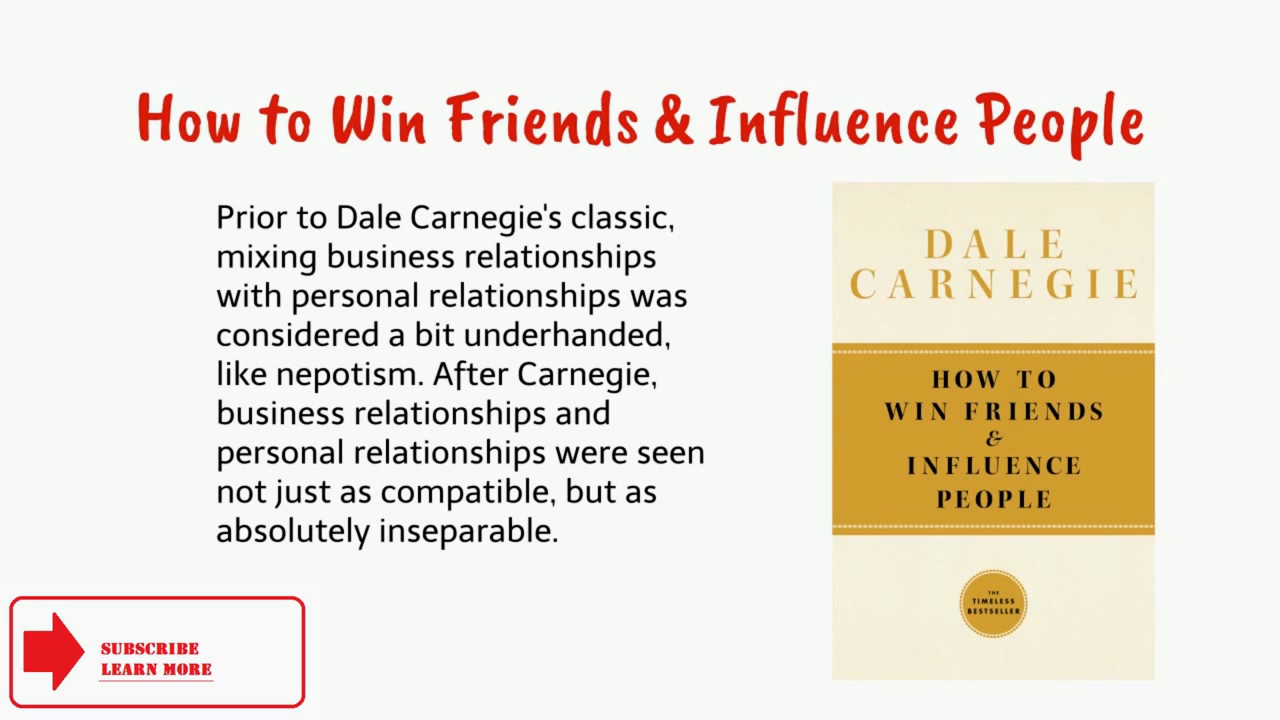 How to Win Friends & Influence People
Prior to Dale Carnegie's classic,
mixing business relationships
with personal relationships was
considered a bit underhanded,
like nepotism. After Carnegie,
business relationships and
personal relationships were seen
not just as compatible, but as
absolutely inseparable.
DALE
CARNEGIE
HOW TO
WIN FRIENDS
&
INFLUENCE
PEOPLE
THE
TIMELESS
BESTSELLER
SUBSCRIBE
LEARN MORE